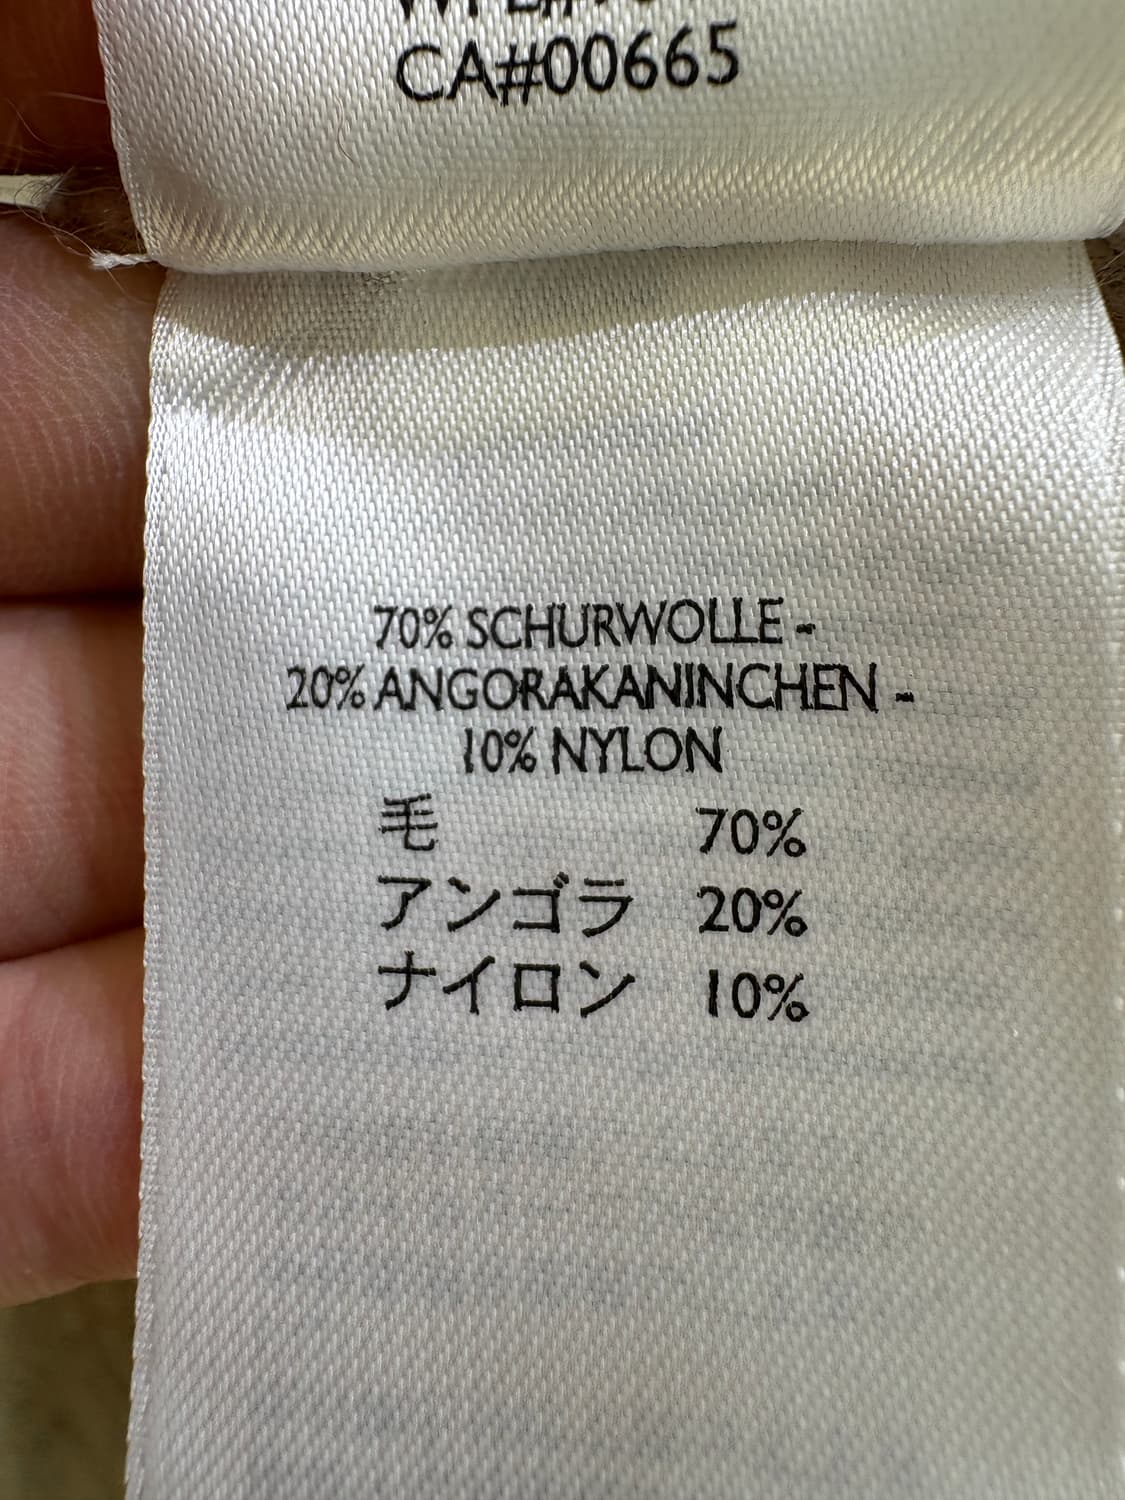 CA#00665
70% SCHURWOLLE -
20% ANGORAKANINCHEN -
10% NYLON
毛 70%
アンゴラ 20%
ナイロン 10%